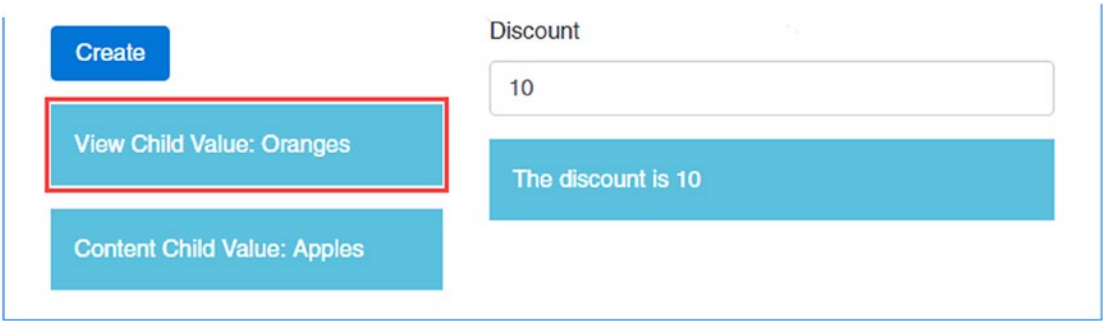 Create
View Child Value: Oranges
Content Child Value: Apples
Discount
10
The discount is 10